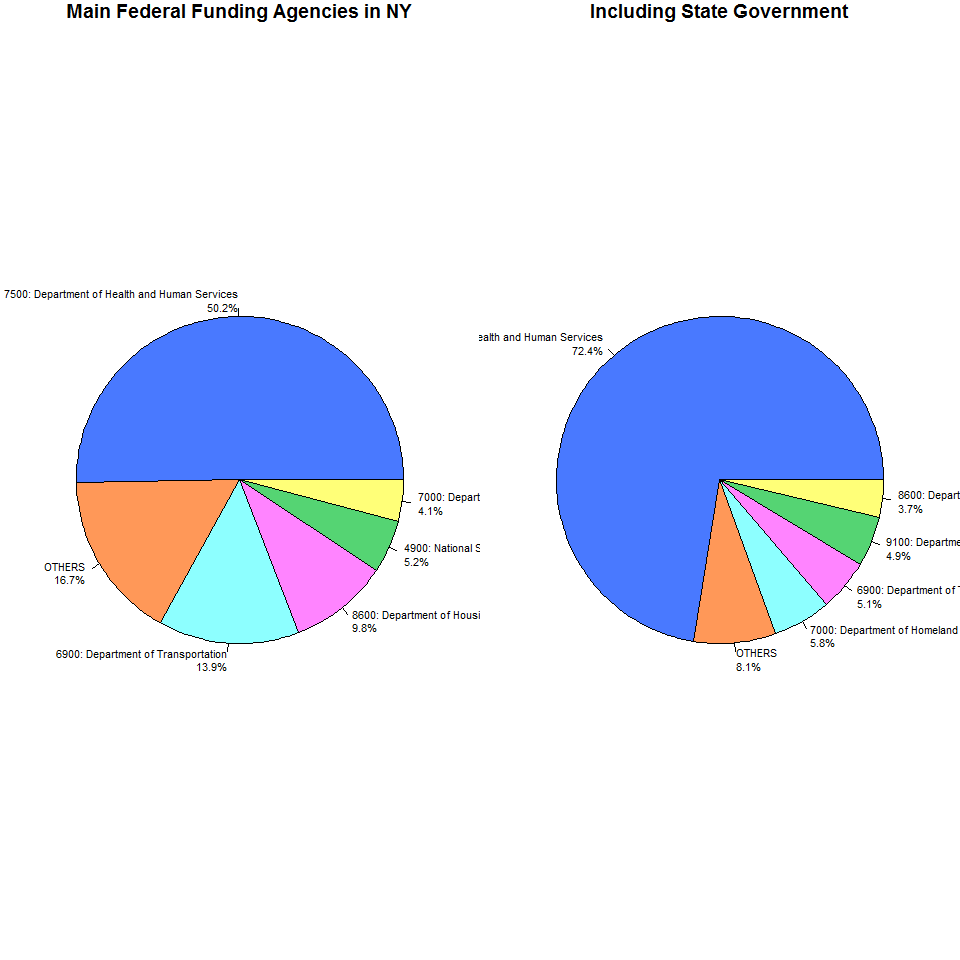 Main Federal Funding Agencies in NY
7500: Department of Health and Human Services
50.2%
7000: Depart
4.1%
4900: National S
5.2%
OTHERS
16.7%
8600: Department of Housi
9.8%
6900: Department of Transportation
13.9%
Including State Government
ealth and Human Services
72.4%
8600: Depart
3.7%
9100: Departme
4.9%
6900: Department of T
5.1%
7000: Department of Homeland
5.8%
OTHERS
8.1%